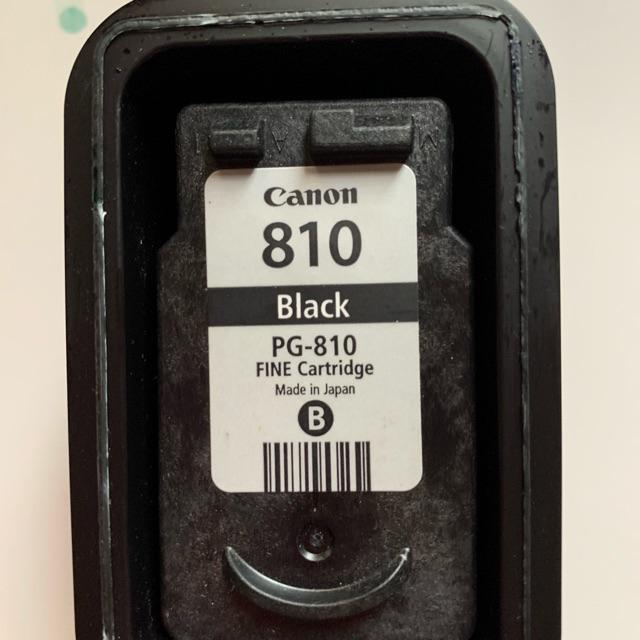 Canon
810
Black
PG-810
FINE Cartridge
Made in Japan
B